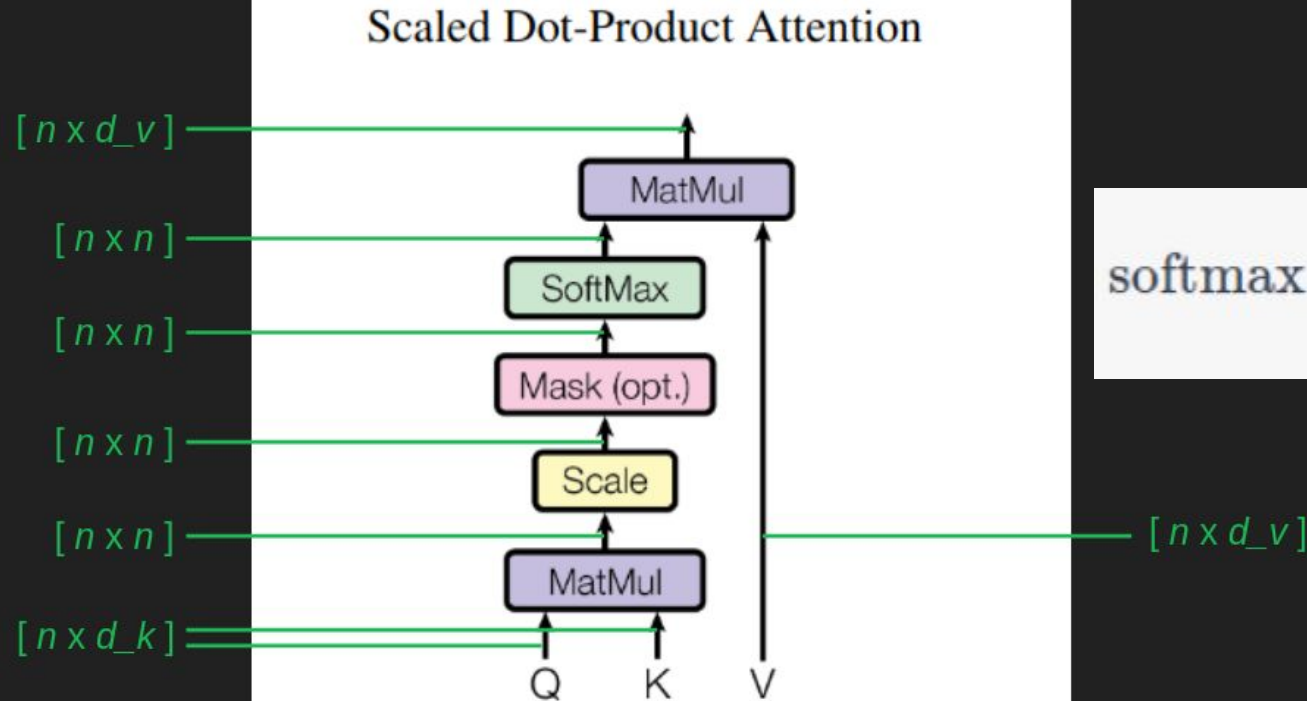 Scaled Dot-Product Attention
[ n x d_v ]
MatMul
[ n x n ]
softmax
SoftMax
[ n x n ]
Mask (opt.)
[ n x n ]
Scale
[ n x n ]
[ n x d_v ]
MatMul
[ n x d_k ]
Q K V